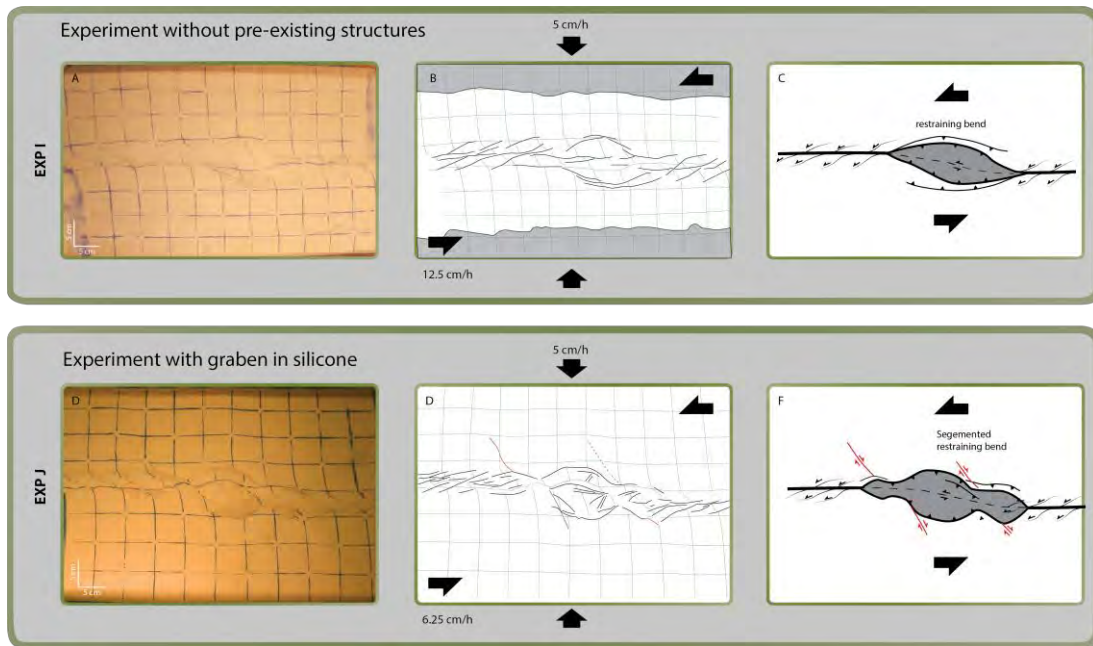 Experiment without pre-existing structures
5 cm/h
EXP I
A
B
C
restraining bend
5 cm
5 cm
12.5 cm/h
Experiment with graben in silicone
5 cm/h
EXP J
D
D
F
Segemented
restraining bend
5 cm
6.25 cm/h